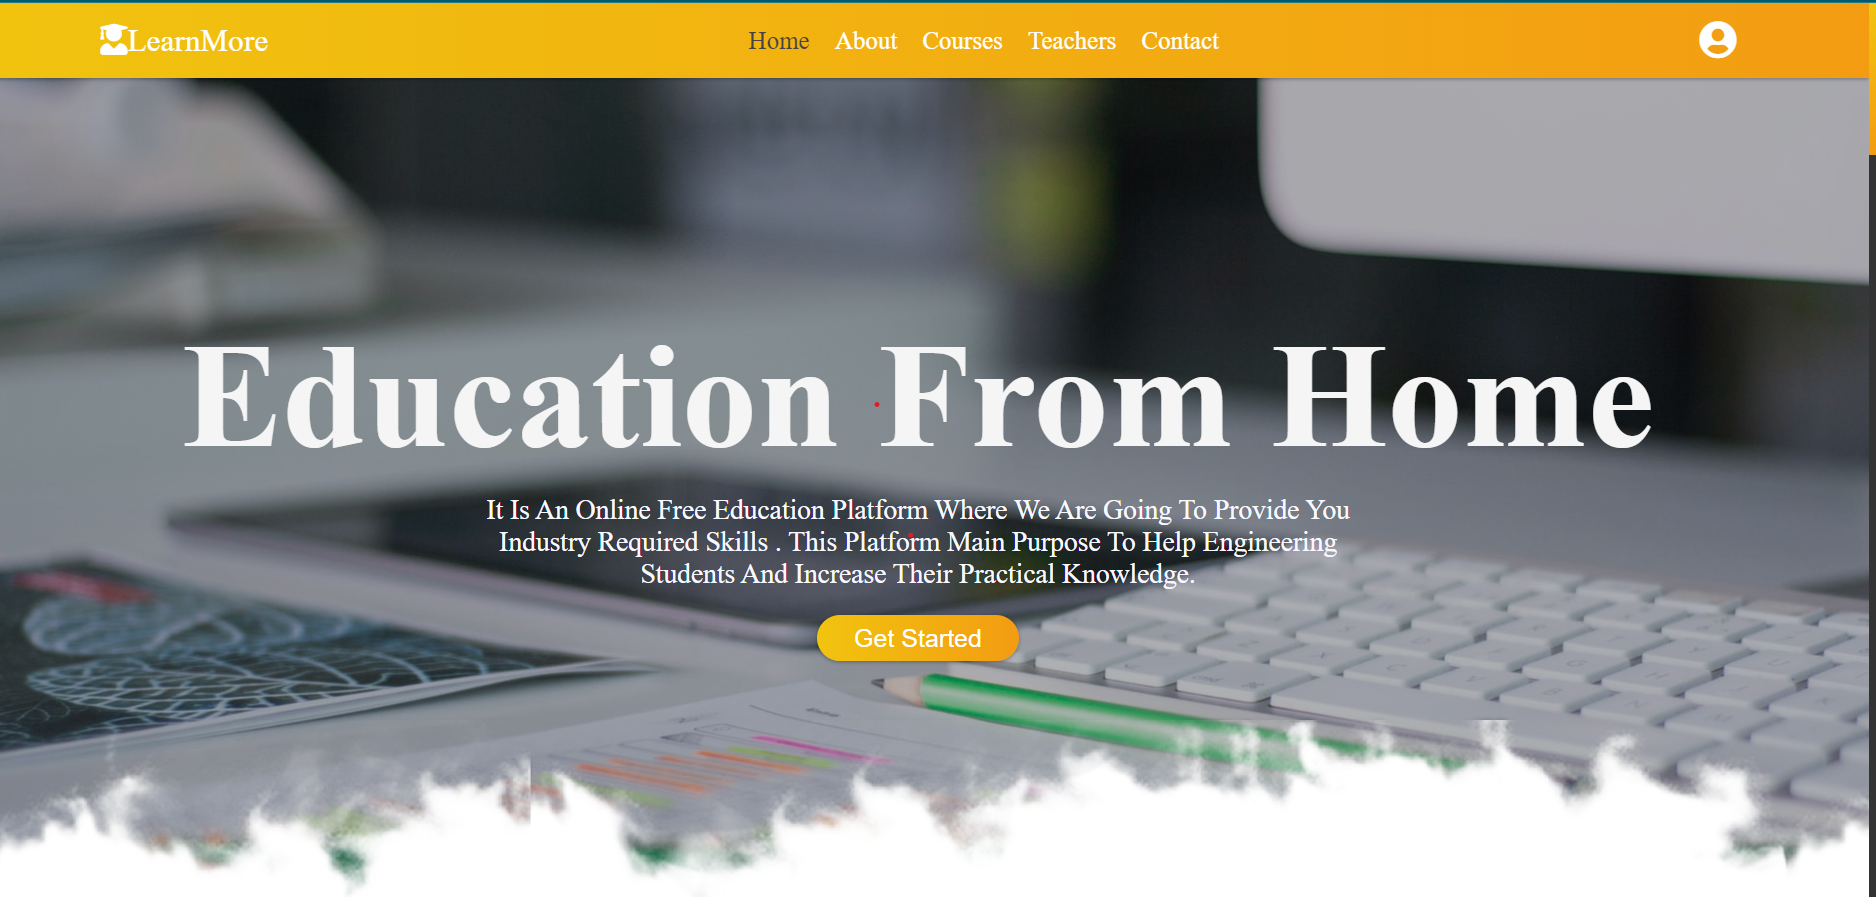 LearnMore
Home About Courses Teachers Contact
Education From Home
It Is An Online Free Education Platform Where We Are Going To Provide You
Industry Required Skills . This Platform Main Purpose To Help Engineering
Students And Increase Their Practical Knowledge.
Get Started